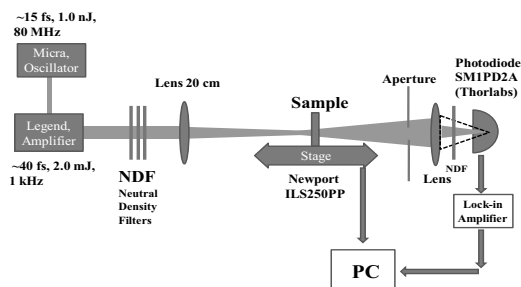 ~15 fs, 1.0 nJ,
80 MHz
Micra,
Oscillator
Legend,
Amplifier
~40 fs, 2.0 mJ,
1 kHz
NDF
Neutral
Density
Filters
Lens 20 cm
Sample
Stage
Newport
ILS250PP
Aperture
Lens
NDF
Photodiode
SM1PD2A
(Thorlabs)
Lock-in
Amplifier
PC